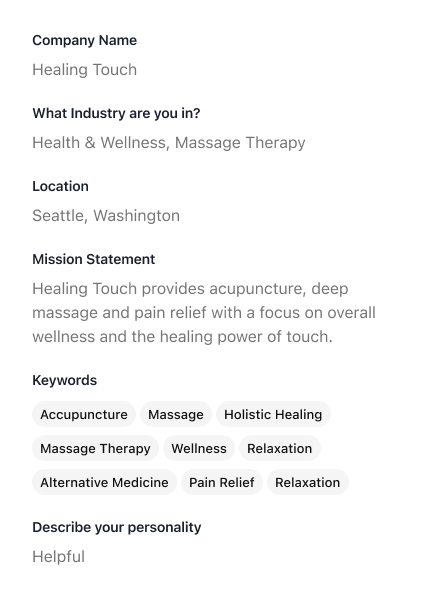 Company Name
Healing Touch
What Industry are you in?
Health & Wellness, Massage Therapy
Location
Seattle, Washington
Mission Statement
Healing Touch provides acupuncture, deep
massage and pain relief with a focus on overall
wellness and the healing power of touch.
Keywords
Accupuncture Massage Holistic Healing
Massage Therapy Wellness Relaxation
Alternative Medicine Pain Relief Relaxation
Describe your personality
Helpful